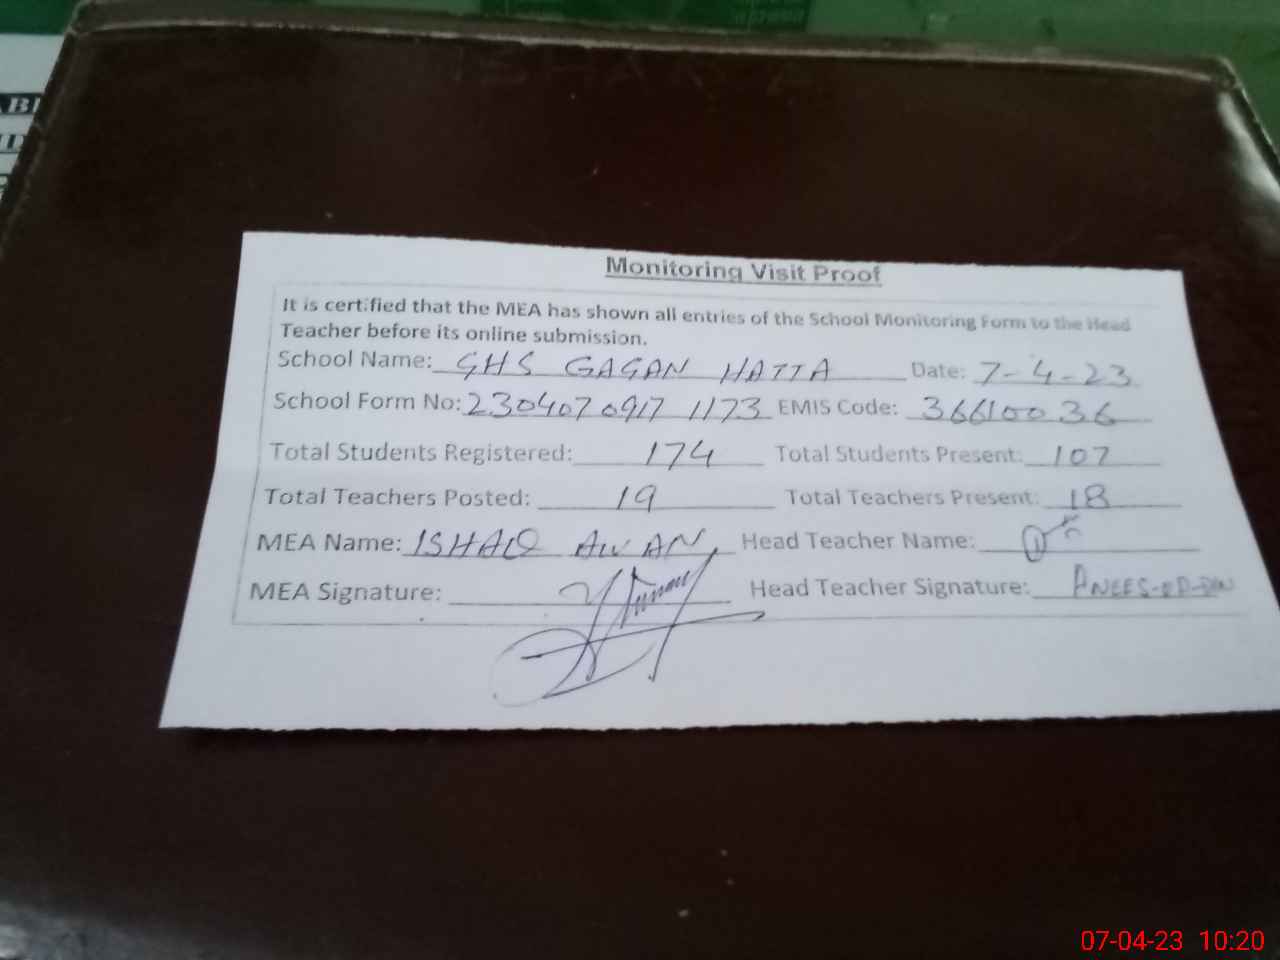 Monitoring Visit Proof
It is certified that the MEA has shown all entries of the School Monitoring Form to the Head
Teacher before its online submission.
School Name: GHS GAGAN HATTA Date: 7-4-23
School Form No: 2304070917 1173 EMIS Code: 36610036
Total Students Registered: 174 Total Students Present: 107
Total Teachers Posted: 19 Total Teachers Present: 18
MEA Name: ISHAQ AWAN Head Teacher Name:
MEA Signature: Head Teacher Signature: ANEES-UD-DIN
07-04-23 10:20